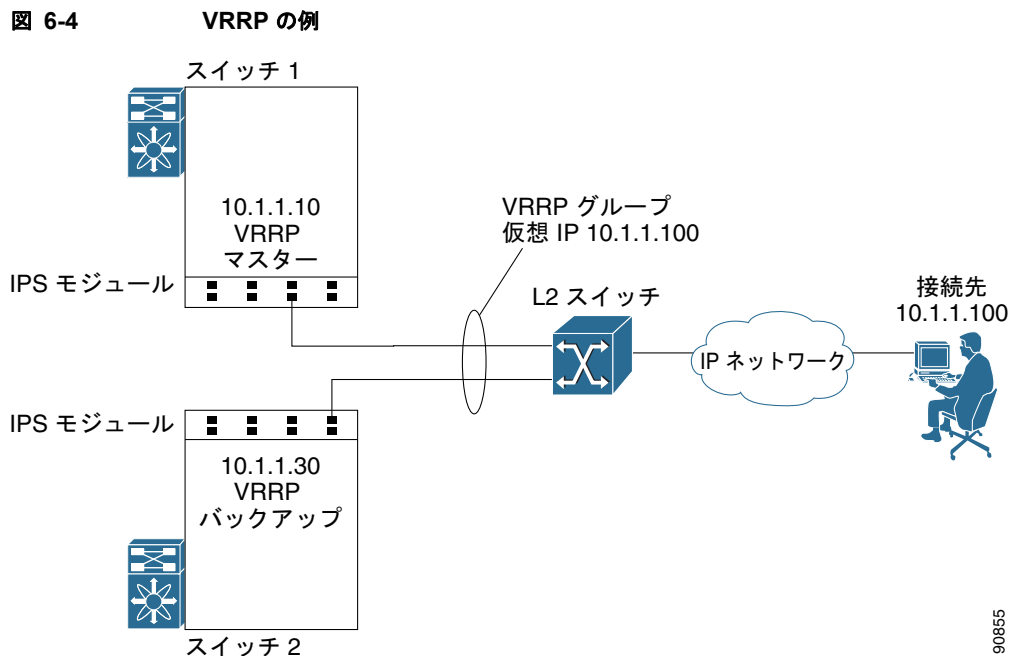 図 6-4 VRRP の例
スイッチ 1
10.1.1.10
VRRP
マスター
IPS モジュール
VRRP グループ
仮想 IP 10.1.1.100
L2 スイッチ
接続先
10.1.1.100
IP ネットワーク
IPS モジュール
10.1.1.30
VRRP
バックアップ
スイッチ 2
90855